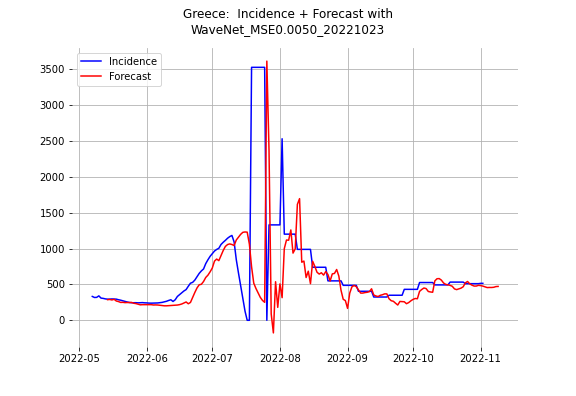 Greece:  Incidence + Forecast with
WaveNet_MSE0.0050_20221023
Incidence
Forecast
3500
3000
2500
2000
1500
1000
500
0
2022-05 2022-06 2022-07 2022-08 2022-09 2022-10 2022-11